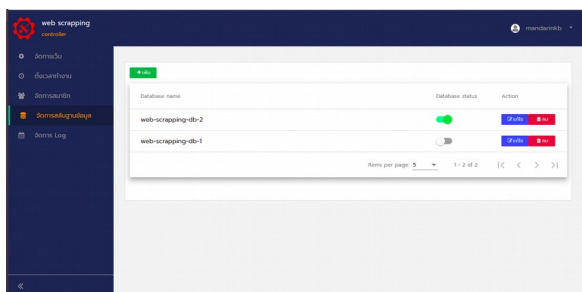 web scrapping
controller
mandarinkb
จัดการเว็บ
ตั้งเวลาทำงาน
จัดการสมาชิก
จัดการสลับฐานข้อมูล
จัดการ Log
+ เพิ่ม
Database name Database status Action
web-scrapping-db-2 แก้ไข ลบ
web-scrapping-db-1 แก้ไข ลบ
Items per page: 5 1 - 2 of 2